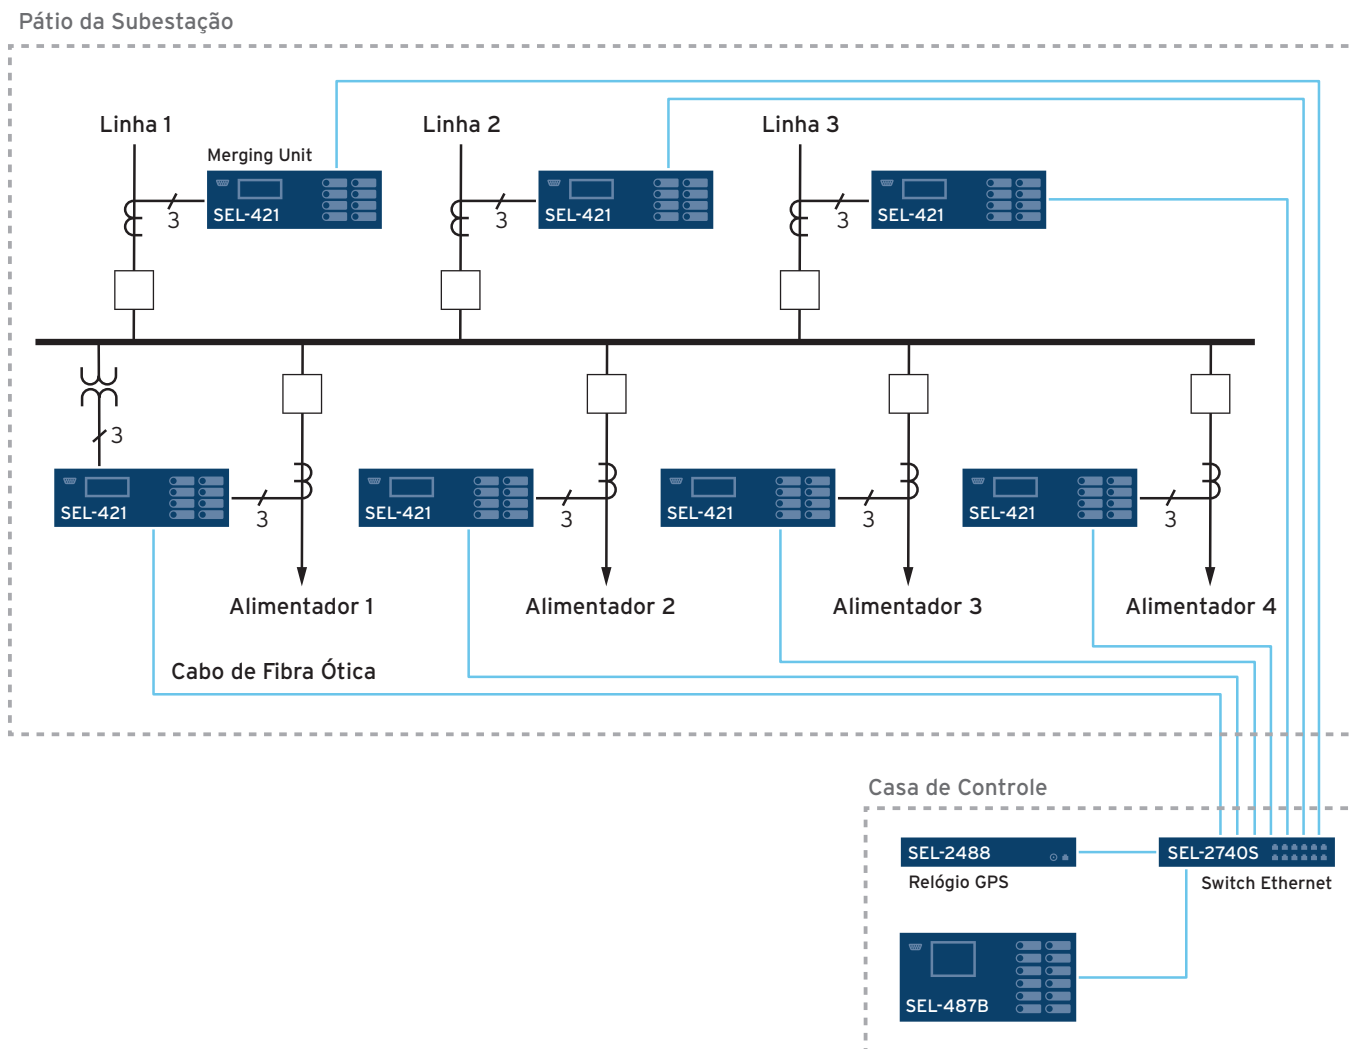 Pátio da Subestação
Linha 1
Linha 2
Linha 3
Merging Unit
SEL-421
3
SEL-421
3
SEL-421
3
3
SEL-421
3
SEL-421
3
SEL-421
3
SEL-421
3
Alimentador 1
Alimentador 2
Alimentador 3
Alimentador 4
Cabo de Fibra Ótica
Casa de Controle
SEL-2488
Relógio GPS
SEL-2740S
Switch Ethernet
SEL-487B